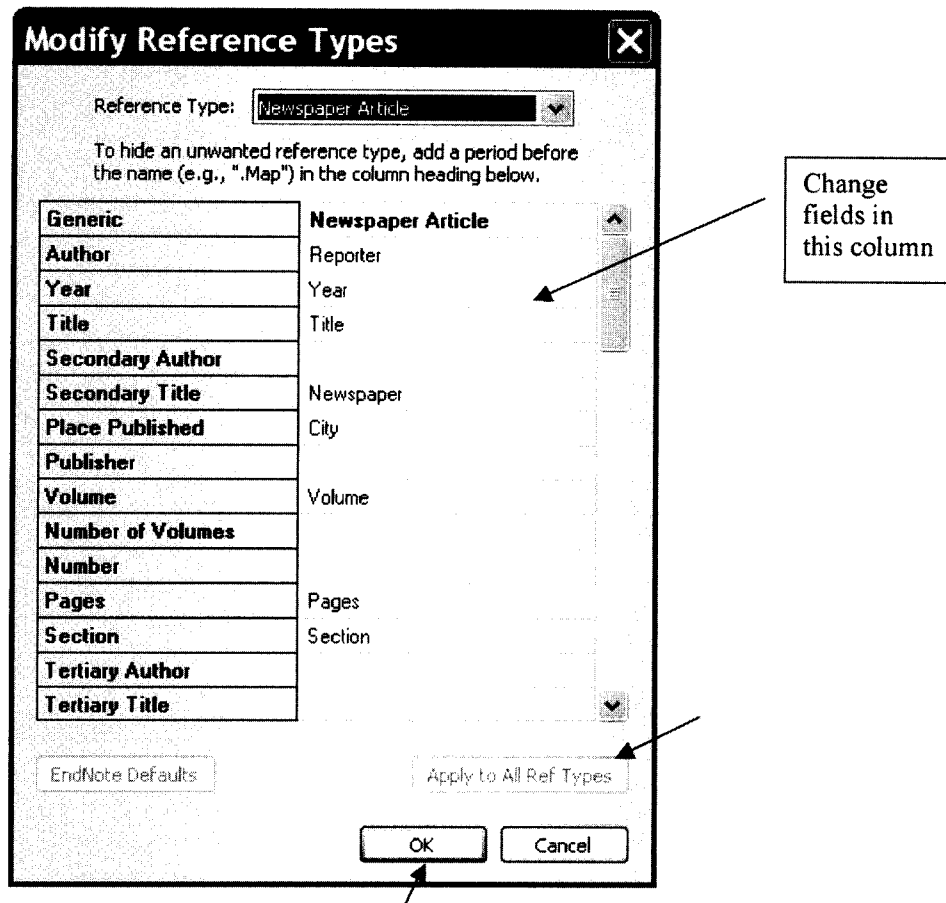 Modify Reference Types
Reference Type: Newspaper Article
To hide an unwanted reference type, add a period before
the name (e.g., ".Map") in the column heading below.
Generic Newspaper Article
Author Reporter
Year Year
Title Title
Secondary Author
Secondary Title Newspaper
Place Published City
Publisher
Volume Volume
Number of Volumes
Number
Pages Pages
Section Section
Tertiary Author
Tertiary Title
EndNote Defaults Apply to All Ref Types
OK Cancel
Change
fields in
this column